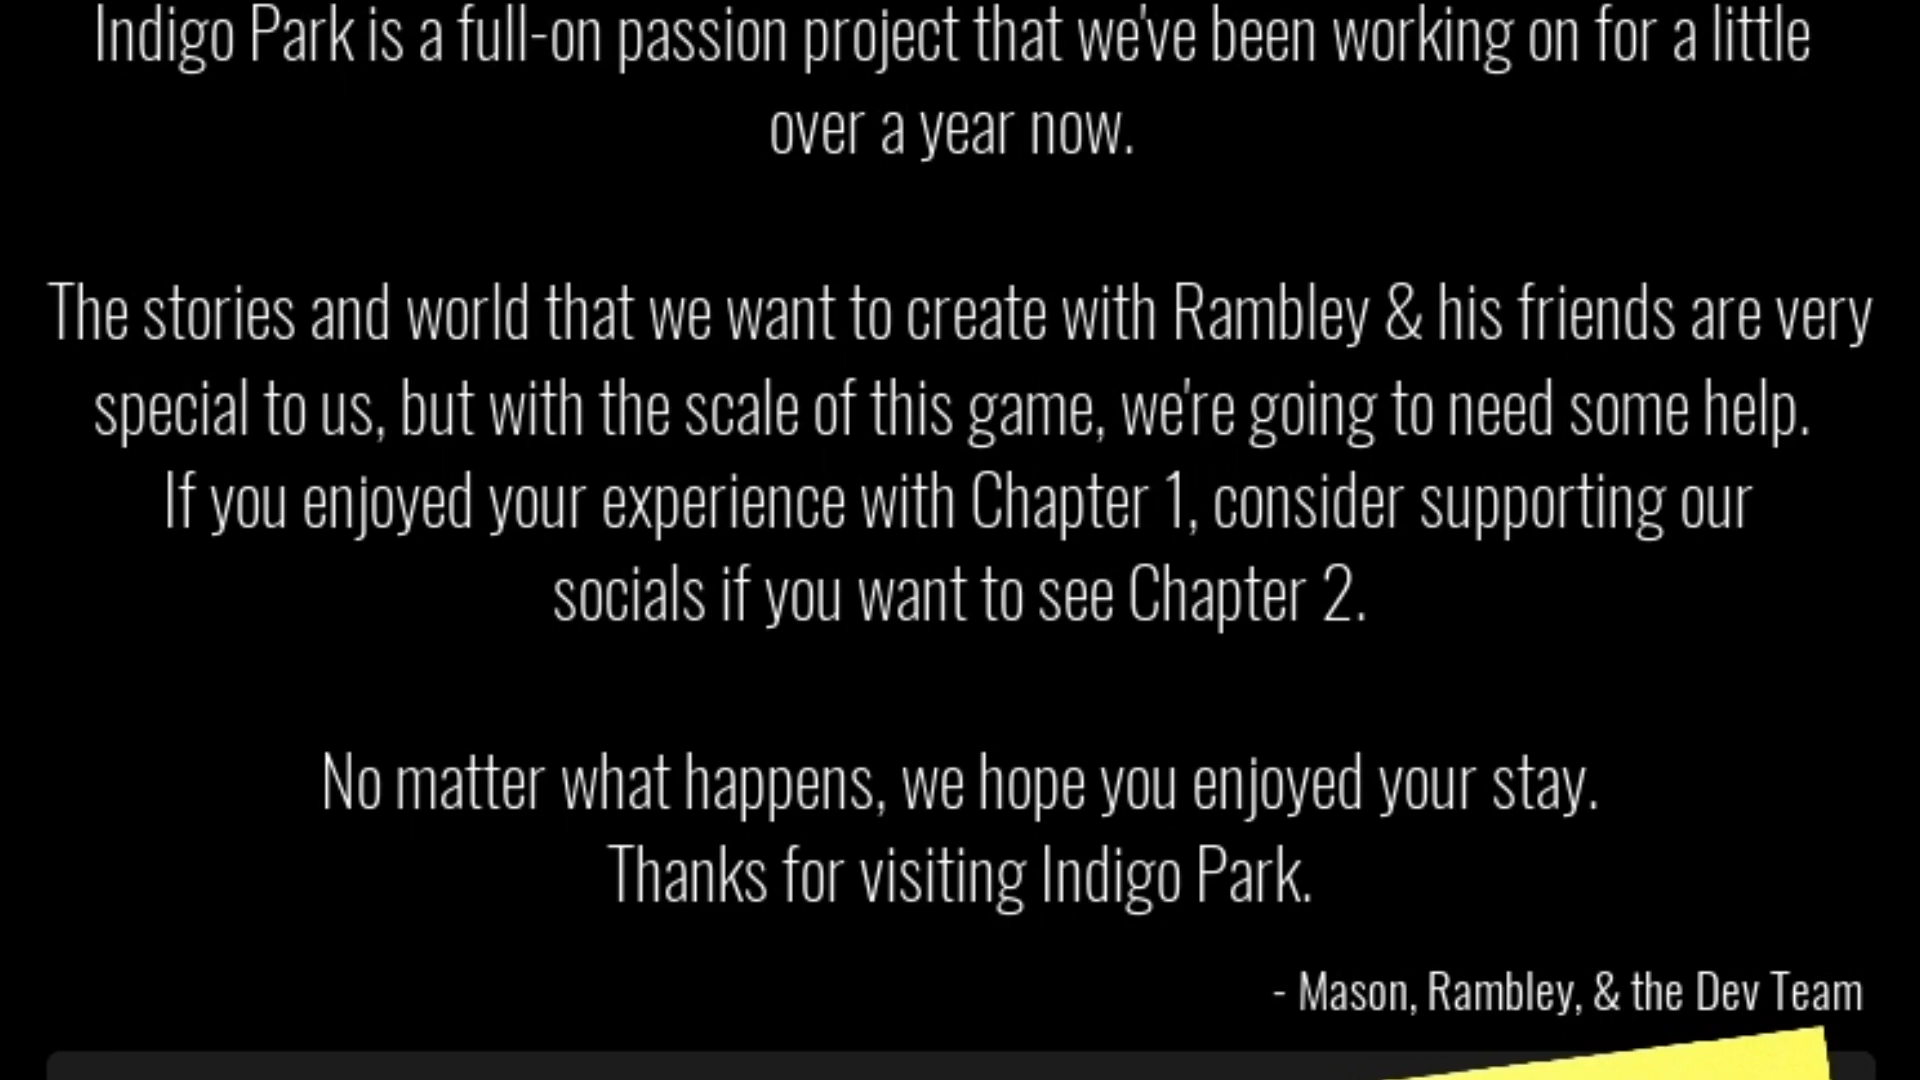 Indigo Park is a full-on passion project that we've been working on for a little
over a year now.
The stories and world that we want to create with Rambley & his friends are very
special to us, but with the scale of this game, we're going to need some help.
If you enjoyed your experience with Chapter 1, consider supporting our
socials if you want to see Chapter 2.
No matter what happens, we hope you enjoyed your stay.
Thanks for visiting Indigo Park.
- Mason, Rambley, & the Dev Team